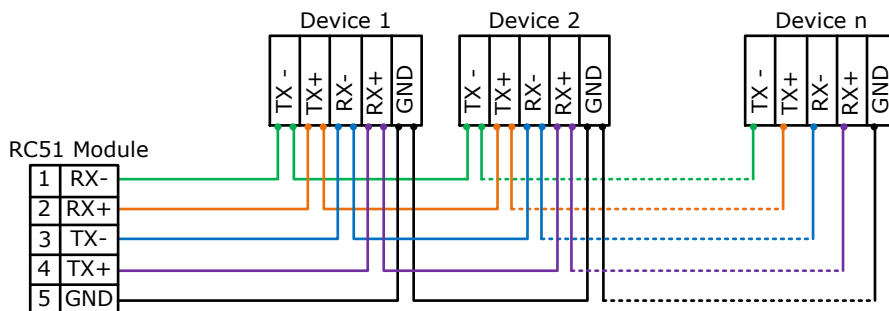 Device 1
Device 2
Device n
TX -
TX+
RX-
RX+
GND
TX -
TX+
RX-
RX+
GND
TX -
TX+
RX-
RX+
GND
RC51 Module
1 RX-
2 RX+
3 TX-
4 TX+
5 GND